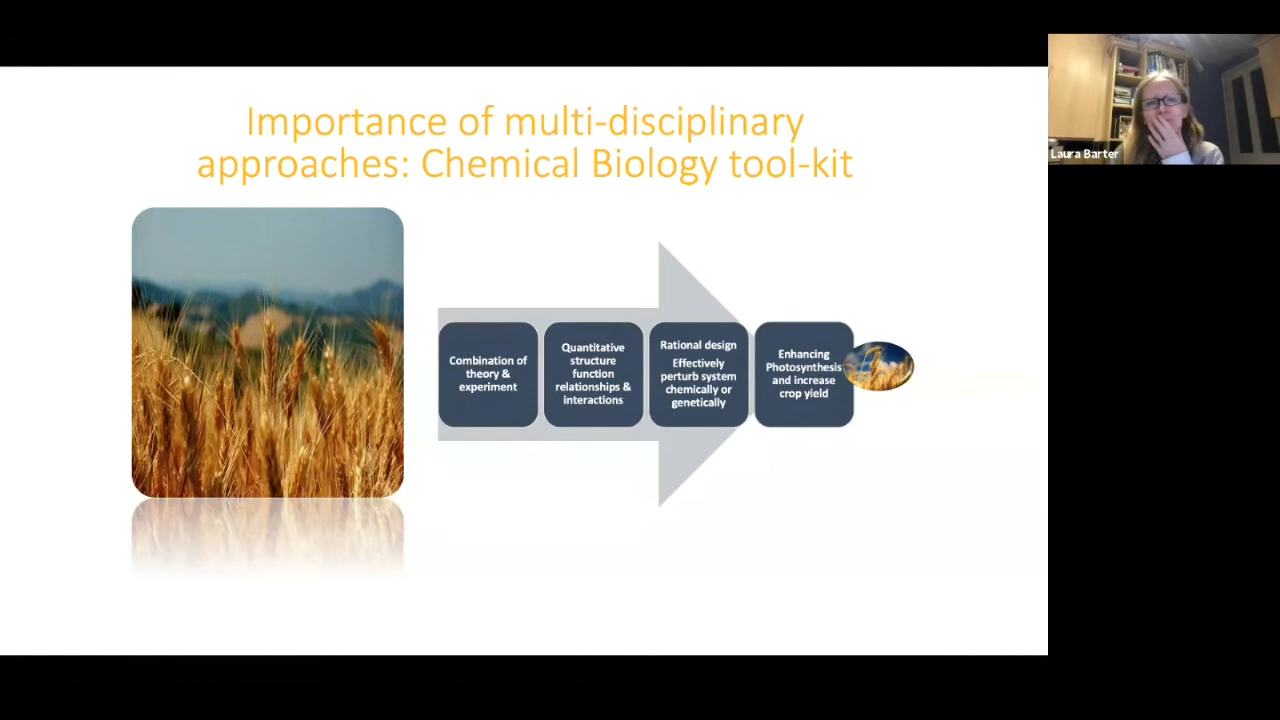 Importance of multi-disciplinary
approaches: Chemical Biology tool-kit
Laura Barter
Combination of
theory &
experiment
Quantitative
structure
function
relationships &
interactions
Rational design
Effectively
perturb system
chemically or
genetically
Enhancing
Photosynthesis
and increase
crop yield